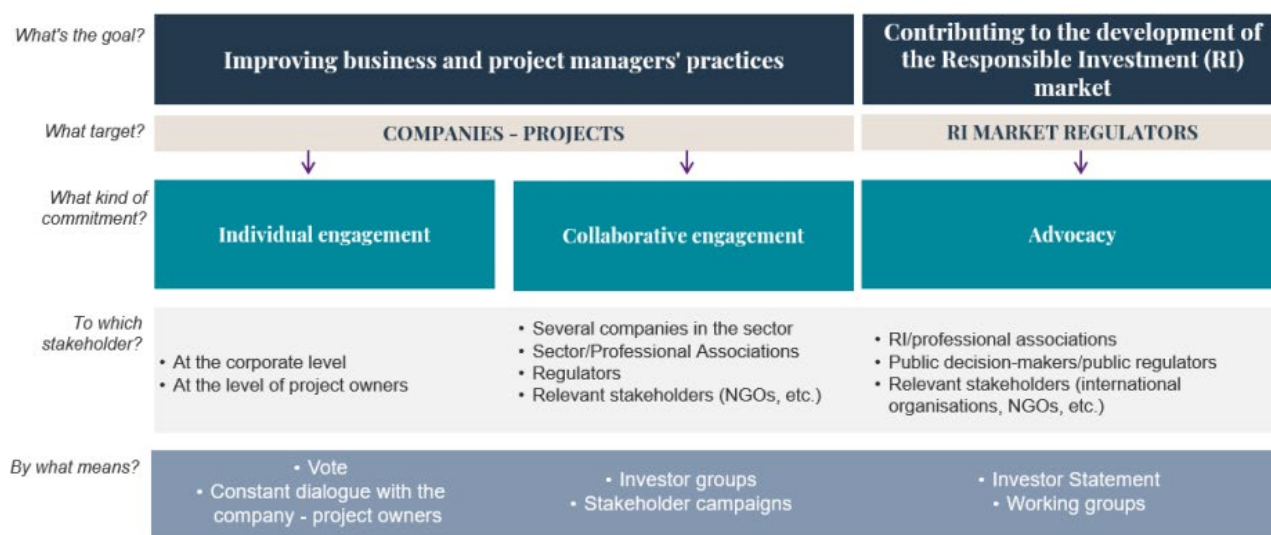 What's the goal?
Improving business and project managers' practices
Contributing to the development of
the Responsible Investment (RI)
market
What target?
COMPANIES - PROJECTS
RI MARKET REGULATORS
What kind of
commitment?
Individual engagement
Collaborative engagement
Advocacy
To which
stakeholder?
• At the corporate level
• At the level of project owners
• Several companies in the sector
• Sector/Professional Associations
• Regulators
• Relevant stakeholders (NGOs, etc.)
• RI/professional associations
• Public decision-makers/public regulators
• Relevant stakeholders (international
organisations, NGOs, etc.)
By what means?
• Vote
• Constant dialogue with the
company - project owners
• Investor groups
• Stakeholder campaigns
• Investor Statement
• Working groups